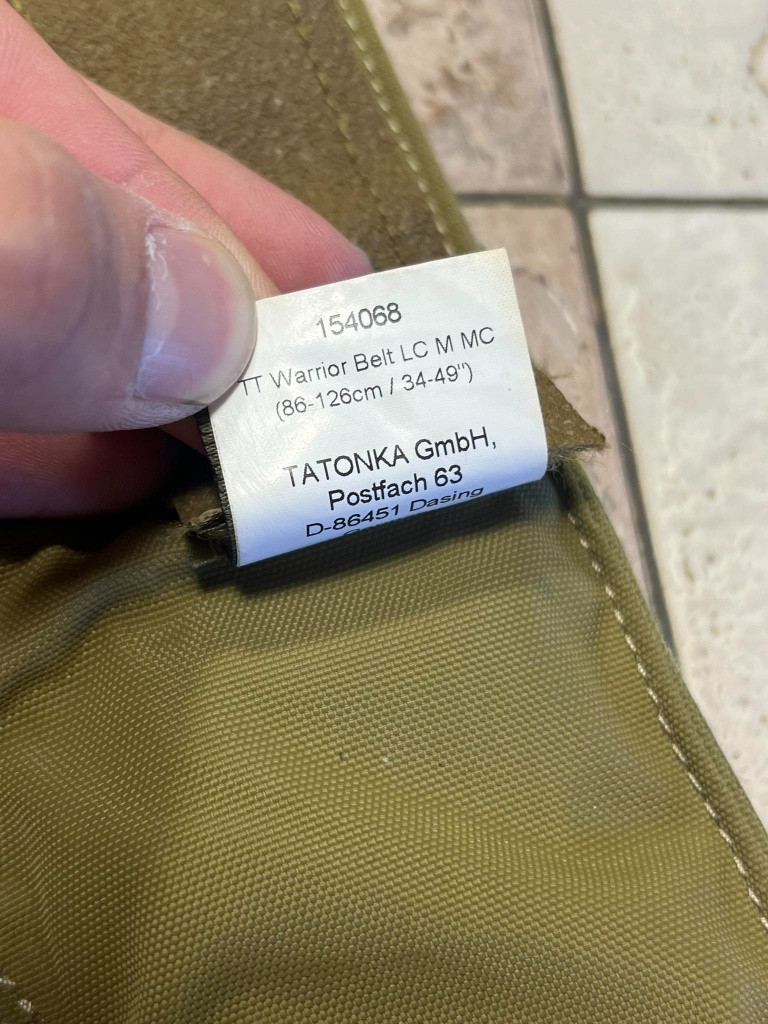 154068
TT Warrior Belt LC M MC
(86-126cm / 34-49")
TATONKA GmbH,
Postfach 63
D-86451 Dasing